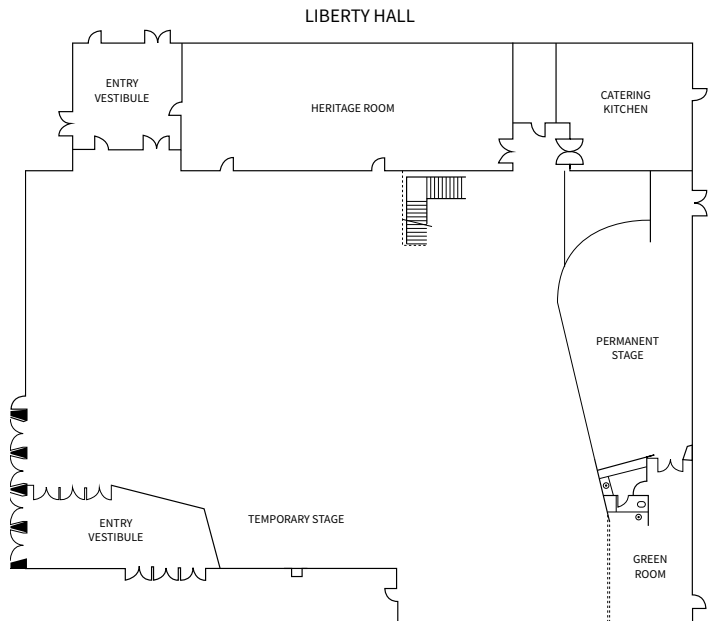 LIBERTY HALL
ENTRY
VESTIBULE
HERITAGE ROOM
CATERING
KITCHEN
PERMANENT
STAGE
ENTRY
VESTIBULE
TEMPORARY STAGE
GREEN
ROOM